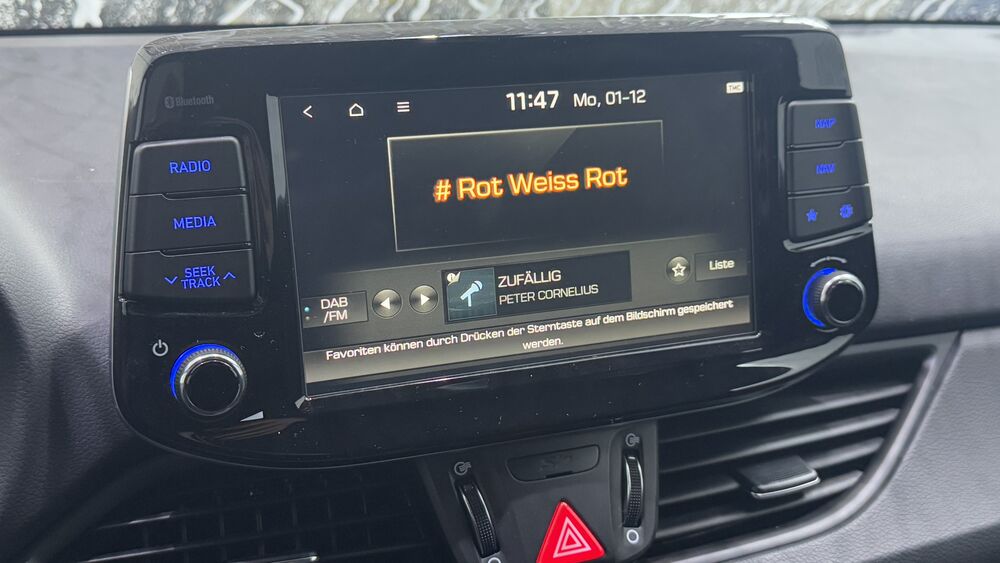 Bluetooth
11:47 Mo, 01-12
TMC
RADIO
MEDIA
SEEK
TRACK
# Rot Weiss Rot
ZUFÄLLIG
PETER CORNELIUS
Liste
DAB
/FM
Favoriten können durch Drücken der Sterntaste auf dem Bildschirm gespeichert
werden.
MAP
NAV